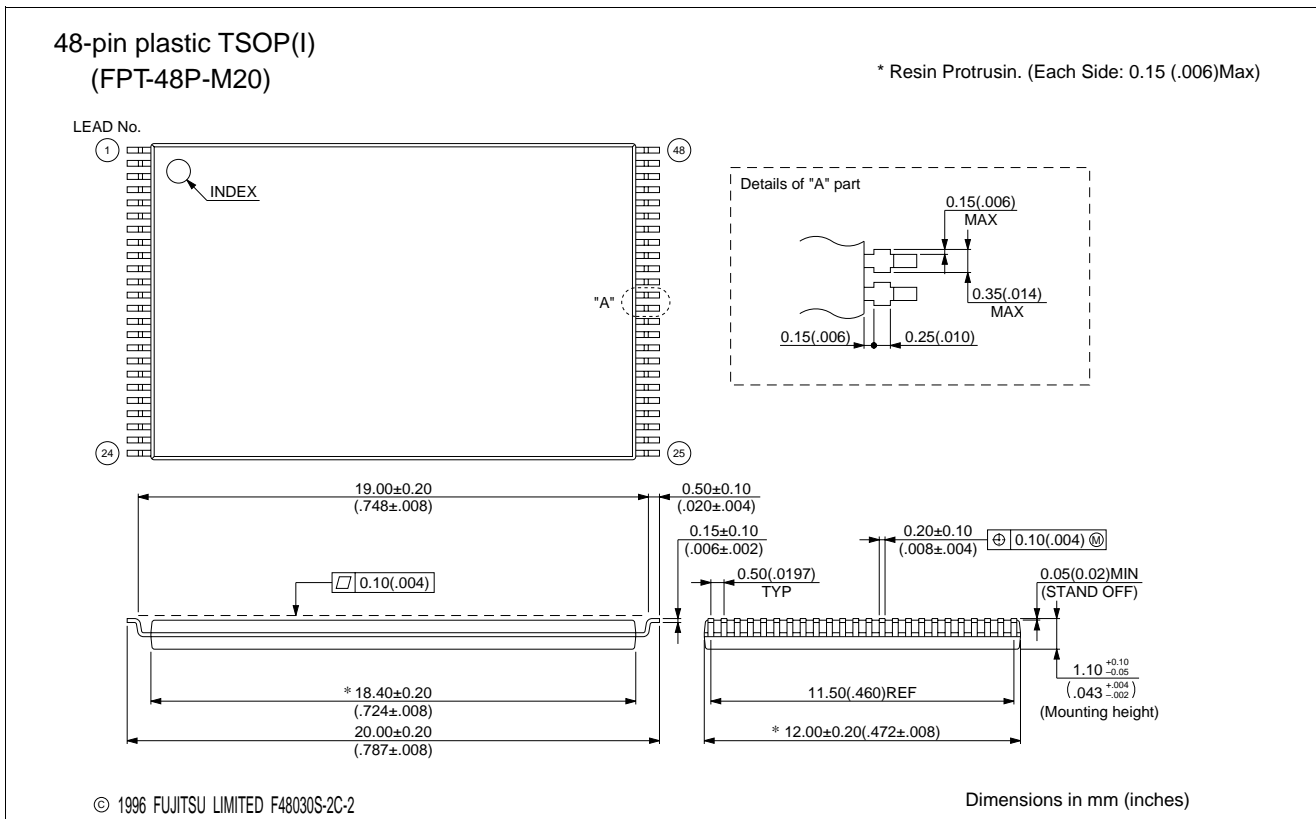 48-pin plastic TSOP(I)
(FPT-48P-M20)
* Resin Protrusin. (Each Side: 0.15 (.006)Max)
LEAD No.
1
48
INDEX
"A"
24
25
Details of "A" part
0.15(.006)
MAX
0.35(.014)
MAX
0.15(.006)
0.25(.010)
19.00±0.20
(.748±.008)
0.50±0.10
(.020±.004)
0.15±0.10
(.006±.002)
0.10(.004)
* 18.40±0.20
(.724±.008)
20.00±0.20
(.787±.008)
0.20±0.10
(.008±.004)
⌖ 0.10(.004) Ⓜ
0.50(.0197)
TYP
0.05(0.02)MIN
(STAND OFF)
1.10 +0.10 –0.05
(.043 +.004 –.002)
(Mounting height)
11.50(.460)REF
* 12.00±0.20(.472±.008)
© 1996 FUJITSU LIMITED F48030S-2C-2
Dimensions in mm (inches)